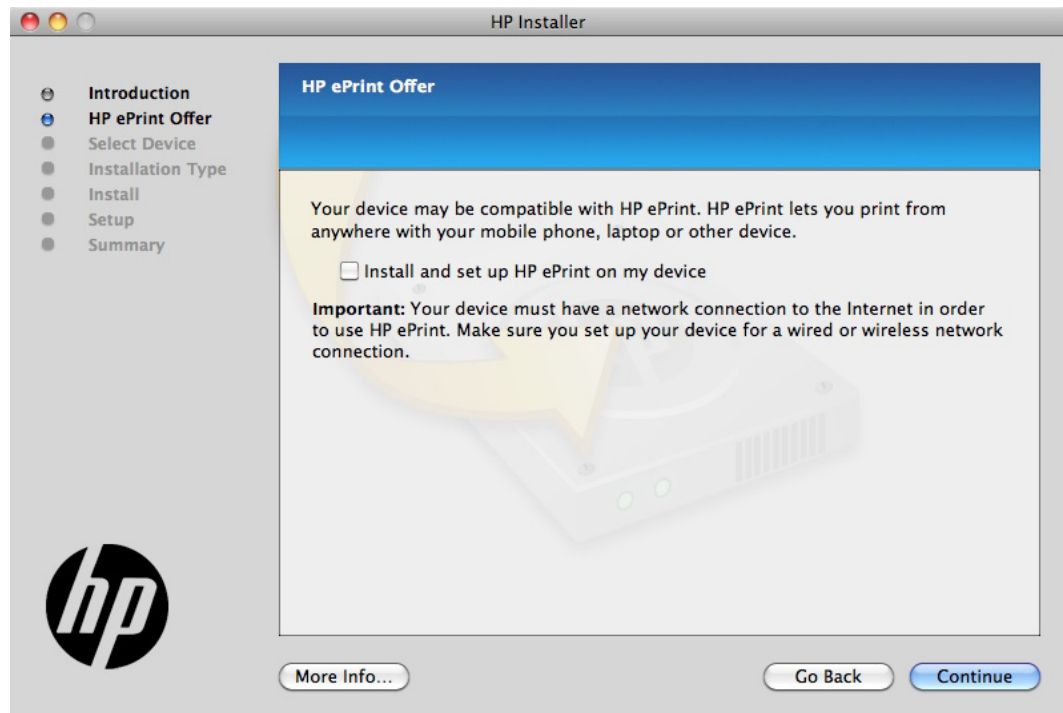 HP Installer
Introduction
HP ePrint Offer
Select Device
Installation Type
Install
Setup
Summary
HP ePrint Offer
Your device may be compatible with HP ePrint. HP ePrint lets you print from
anywhere with your mobile phone, laptop or other device.
Install and set up HP ePrint on my device
Important: Your device must have a network connection to the Internet in order
to use HP ePrint. Make sure you set up your device for a wired or wireless network
connection.
hp
More Info...
Go Back
Continue